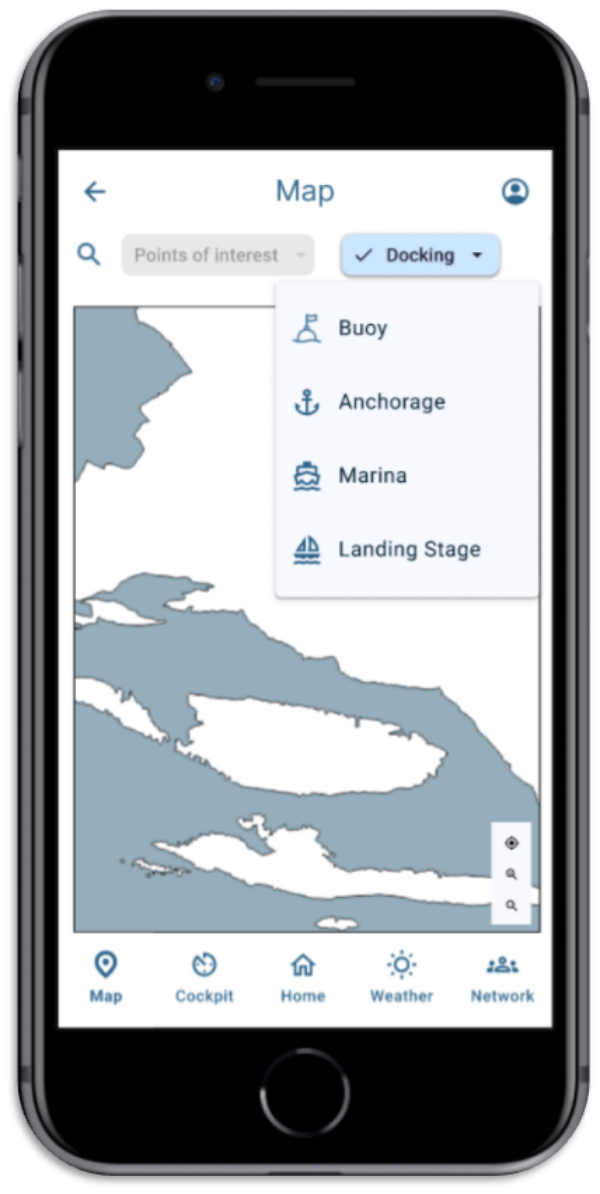 Map
Points of interest
Docking
Buoy
Anchorage
Marina
Landing Stage
Map
Cockpit
Home
Weather
Network